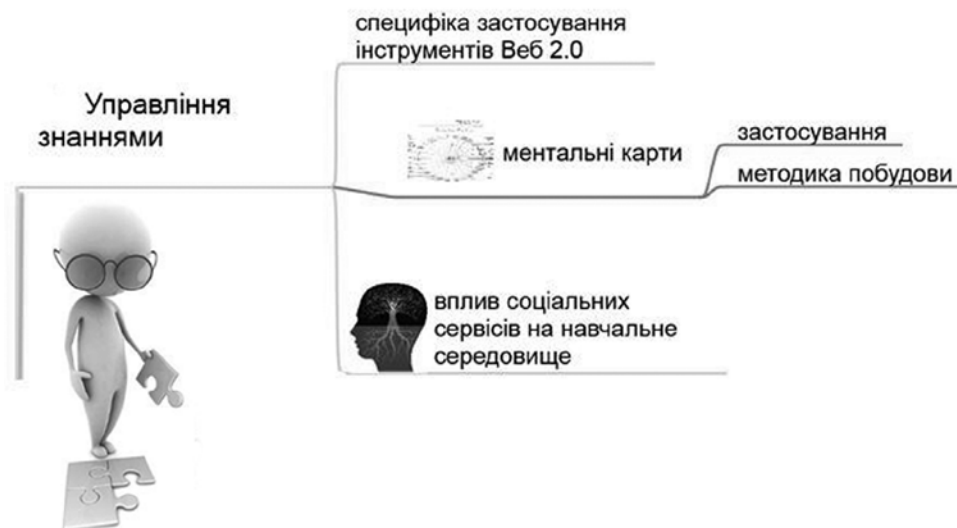 Управління
знаннями
специфіка застосування
інструментів Веб 2.0
ментальні карти
застосування
методика побудови
вплив соціальних
сервісів на навчальне
середовище